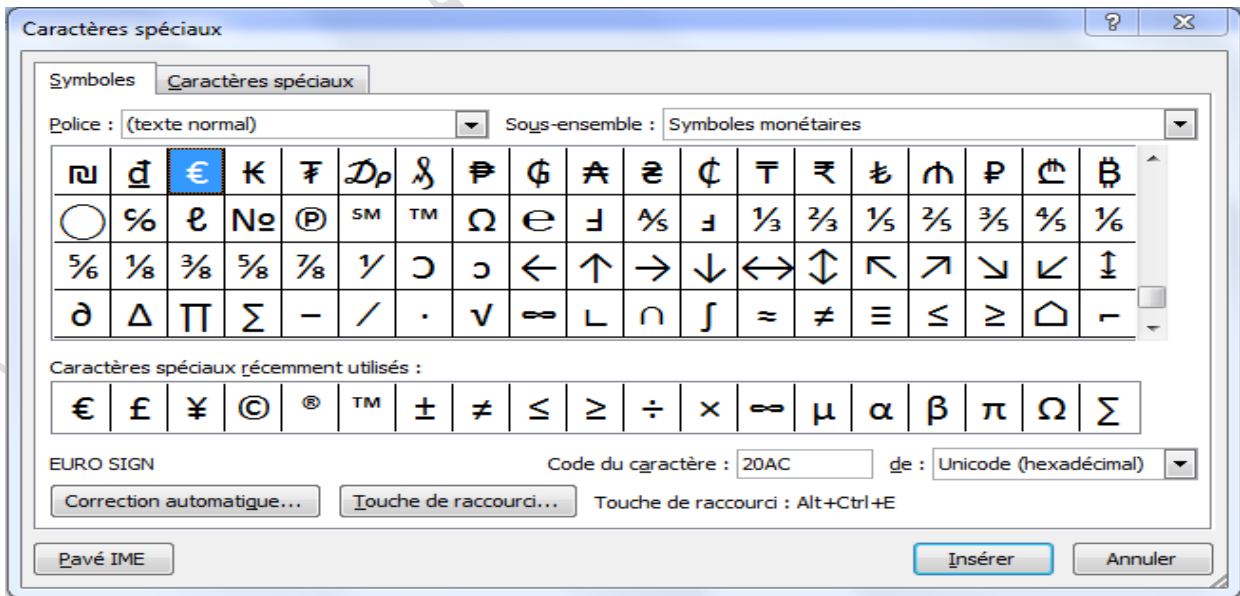 Caractères spéciaux
Symboles Caractères spéciaux
Police : (texte normal) Sous-ensemble : Symboles monétaires
₪ ₫ € ₭ ₮ ₯ ₰ ₱ ₲ ₳ ₴ ₵ ₸ ₹ ₺ ₼ ₽ ₾ ₿
◯ ℅ ℓ № ℗ ℠ ™ Ω ℮ Ⅎ ⅍ ⅎ ⅓ ⅔ ⅕ ⅖ ⅗ ⅘ ⅙
⅚ ⅛ ⅜ ⅝ ⅞ ⅟ Ↄ ↄ ← ↑ → ↓ ↔ ↕ ↖ ↗ ↘ ↙ ↨
∂ ∆ ∏ ∑ − ∕ ∙ √ ∞ ∟ ∩ ∫ ≈ ≠ ≡ ≤ ≥ ⌂ ⌐
Caractères spéciaux récemment utilisés :
€ £ ¥ © ® ™ ± ≠ ≤ ≥ ÷ × ∞ µ α β π Ω ∑
EURO SIGN Code du caractère : 20AC de : Unicode (hexadécimal)
Correction automatique... Touche de raccourci... Touche de raccourci : Alt+Ctrl+E
Pavé IME Insérer Annuler